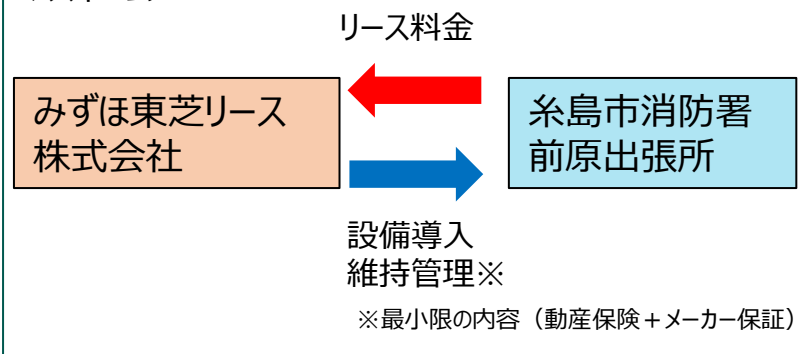 リース料金
みずほ東芝リース
株式会社
糸島市消防署
前原出張所
設備導入
維持管理※
※最小限の内容（動産保険＋メーカー保証）